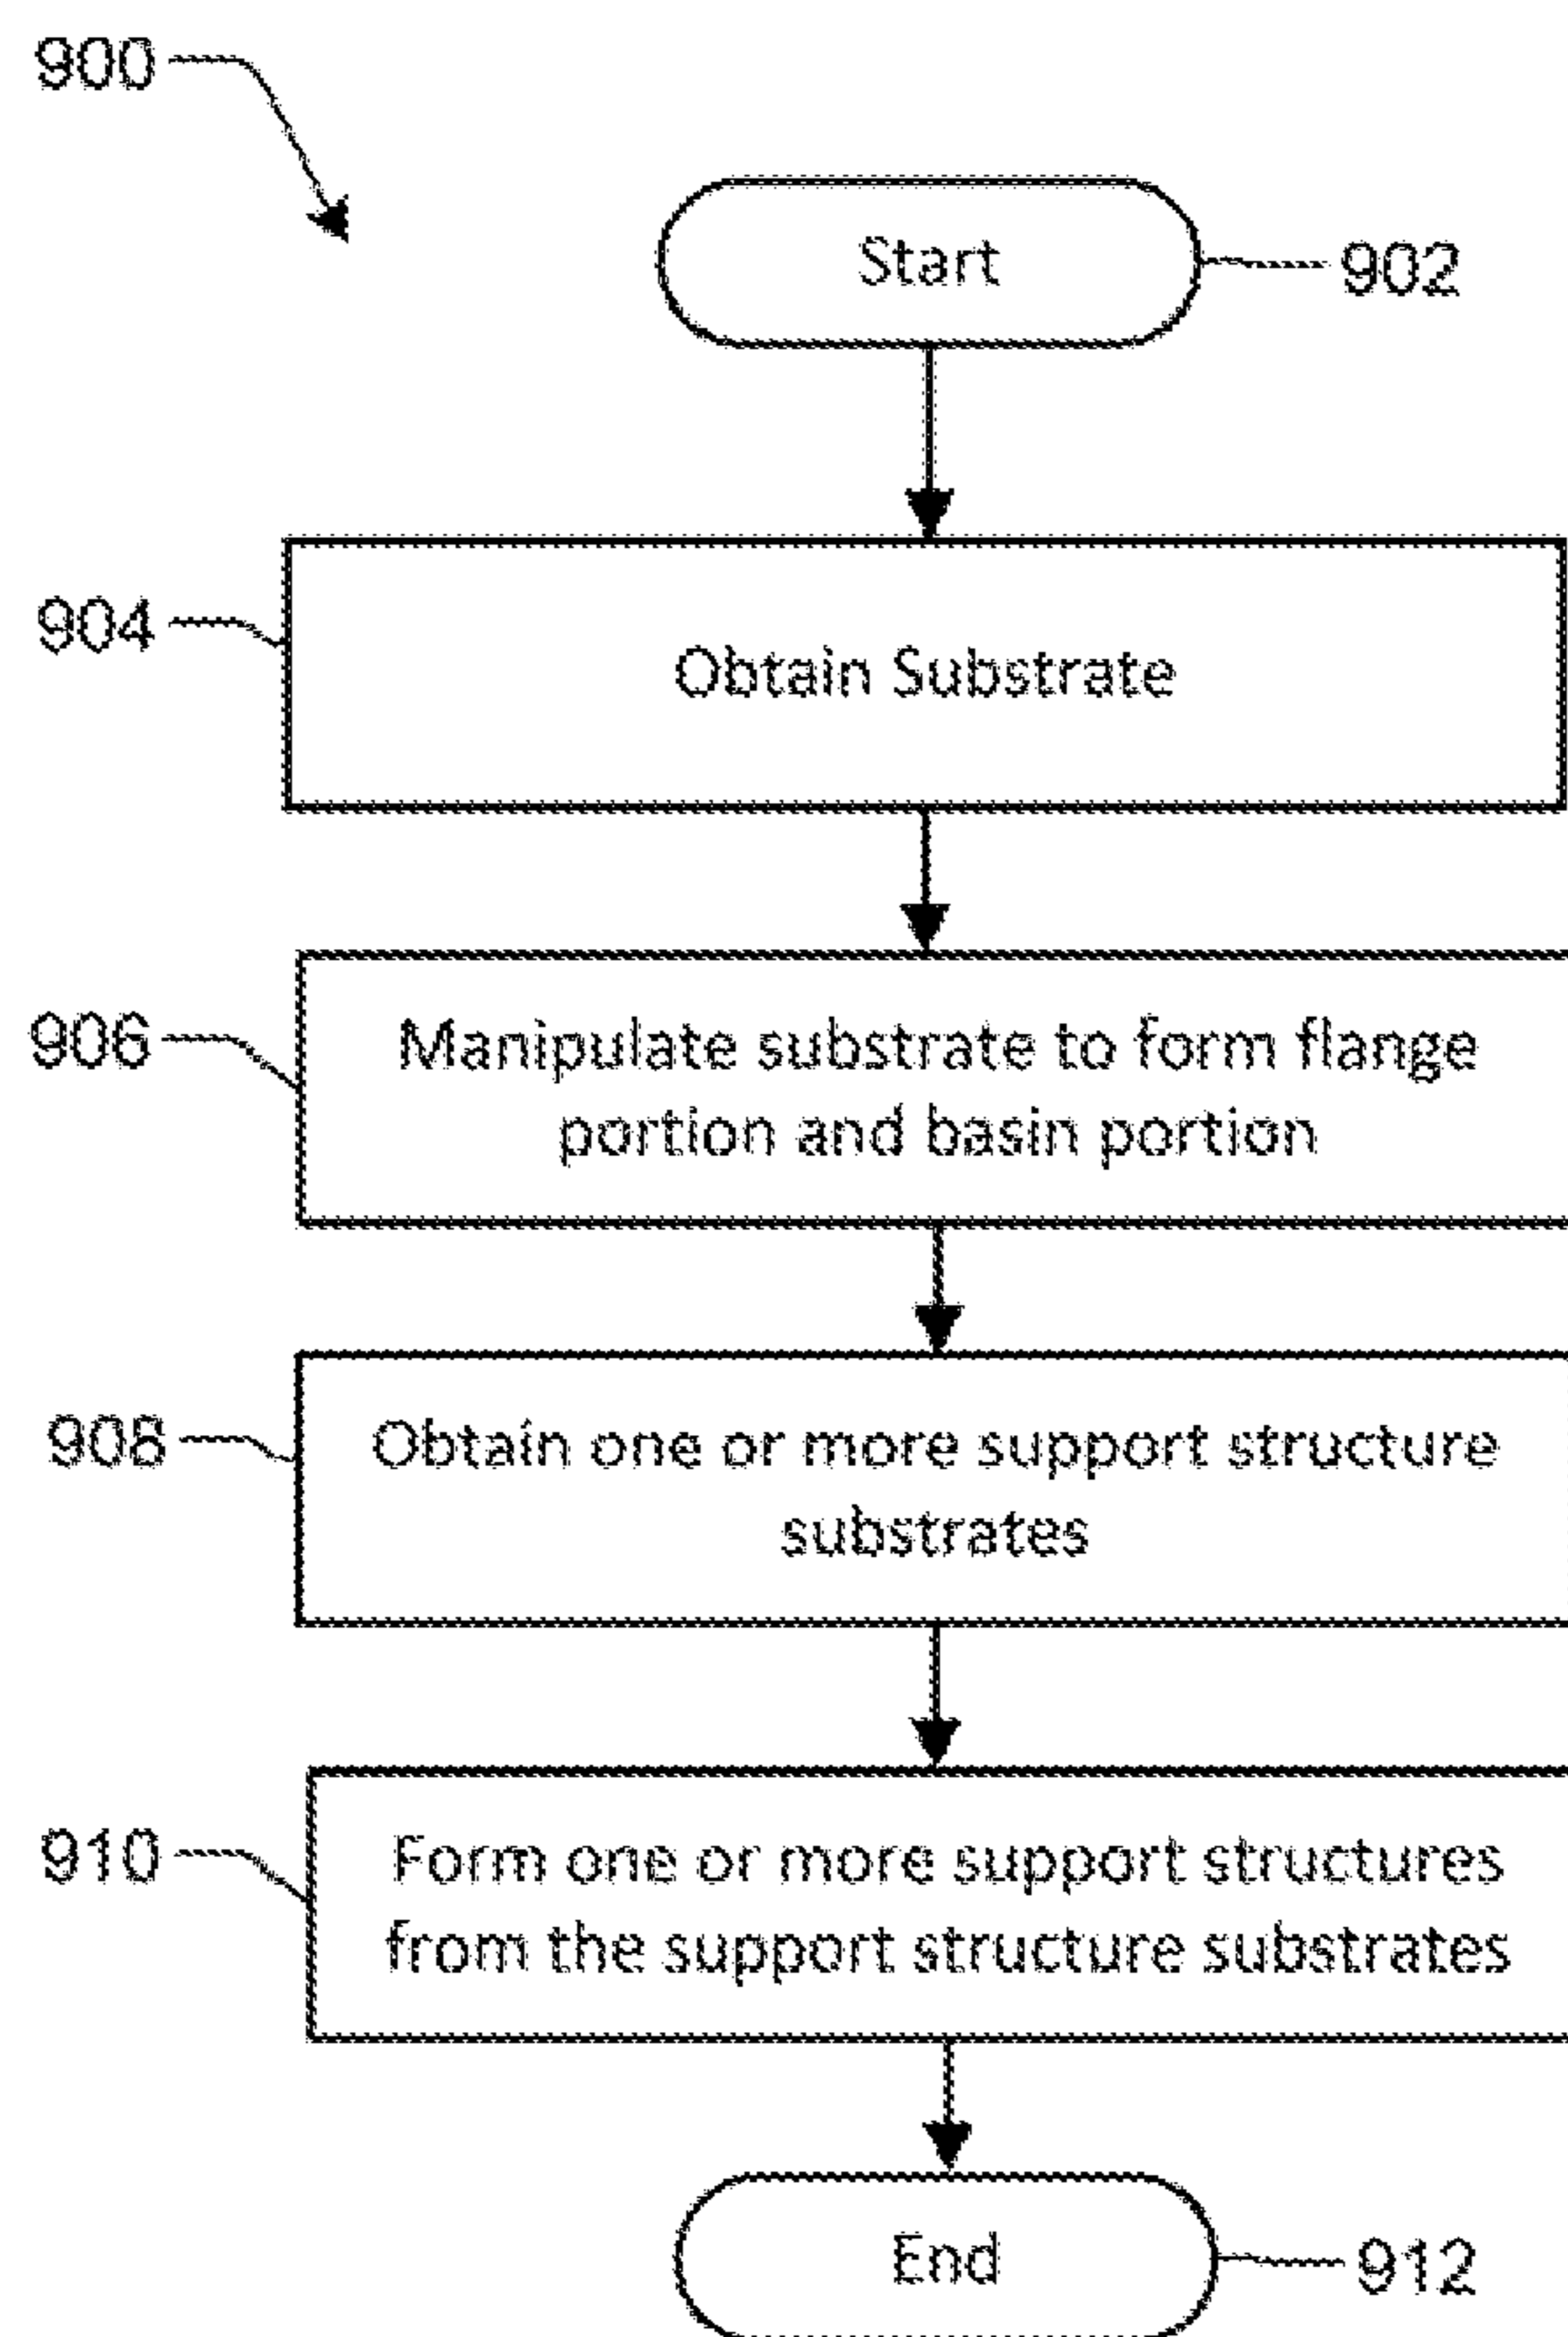 900
Start
902
904
Obtain Substrate
906
Manipulate substrate to form flange
portion and basin portion
908
Obtain one or more support structure
substrates
910
Form one or more support structures
from the support structure substrates
End
912